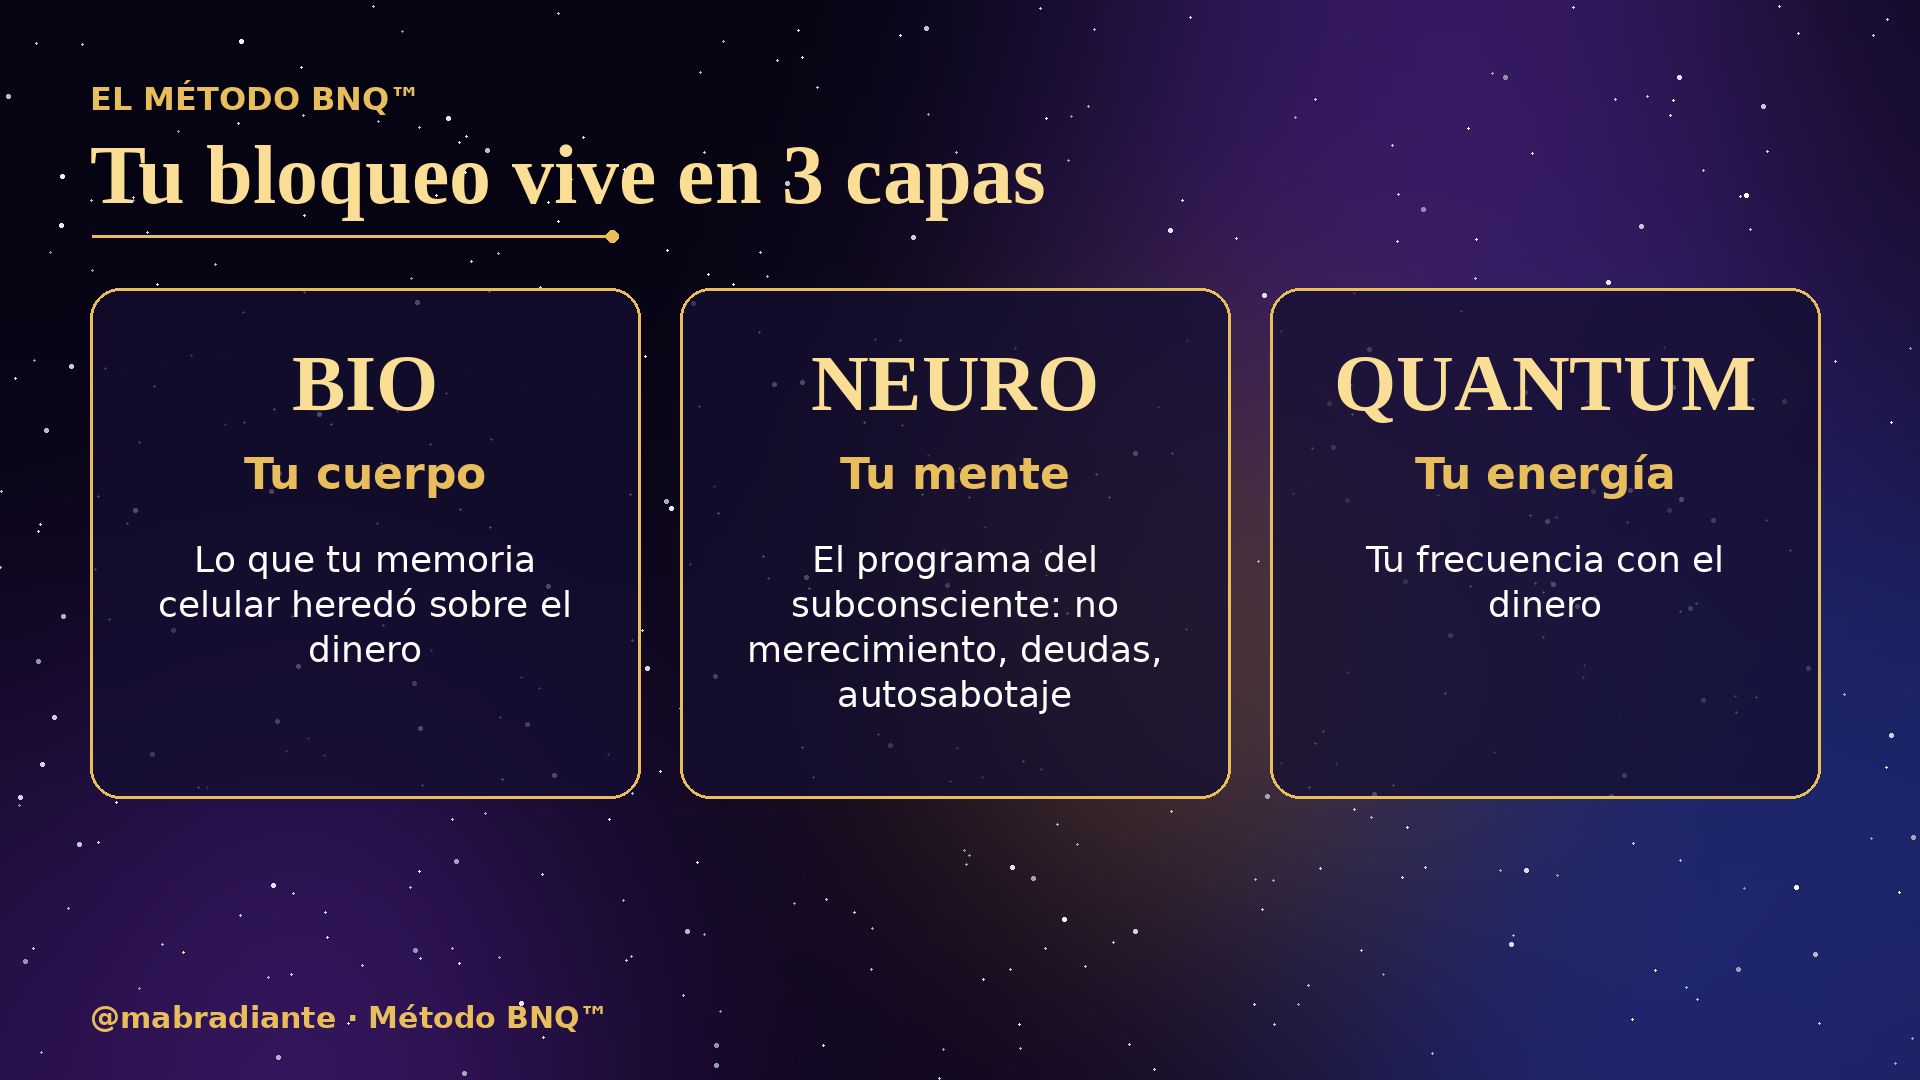 EL MÉTODO BNQ™
Tu bloqueo vive en 3 capas
BIO
Tu cuerpo
Lo que tu memoria
celular heredó sobre el
dinero
NEURO
Tu mente
El programa del
subconsciente: no
merecimiento, deudas,
autosabotaje
QUANTUM
Tu energía
Tu frecuencia con el
dinero
@mabradiante · Método BNQ™